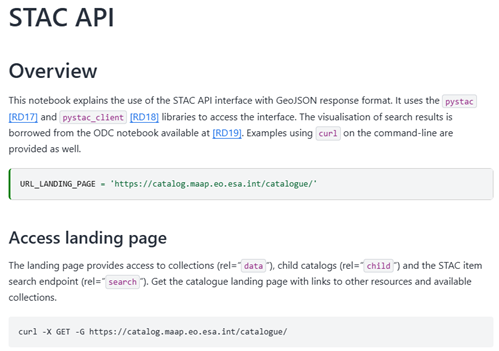 STAC API
Overview
This notebook explains the use of the STAC API interface with GeoJSON response format. It uses the pystac
[RD17] and pystac_client [RD18] libraries to access the interface. The visualisation of search results is
borrowed from the ODC notebook available at [RD19]. Examples using curl on the command-line are
provided as well.
URL_LANDING_PAGE = 'https://catalog.maap.eo.esa.int/catalogue/'
Access landing page
The landing page provides access to collections (rel="data"), child catalogs (rel="child") and the STAC item
search endpoint (rel="search"). Get the catalogue landing page with links to other resources and available
collections.
curl -X GET -G https://catalog.maap.eo.esa.int/catalogue/